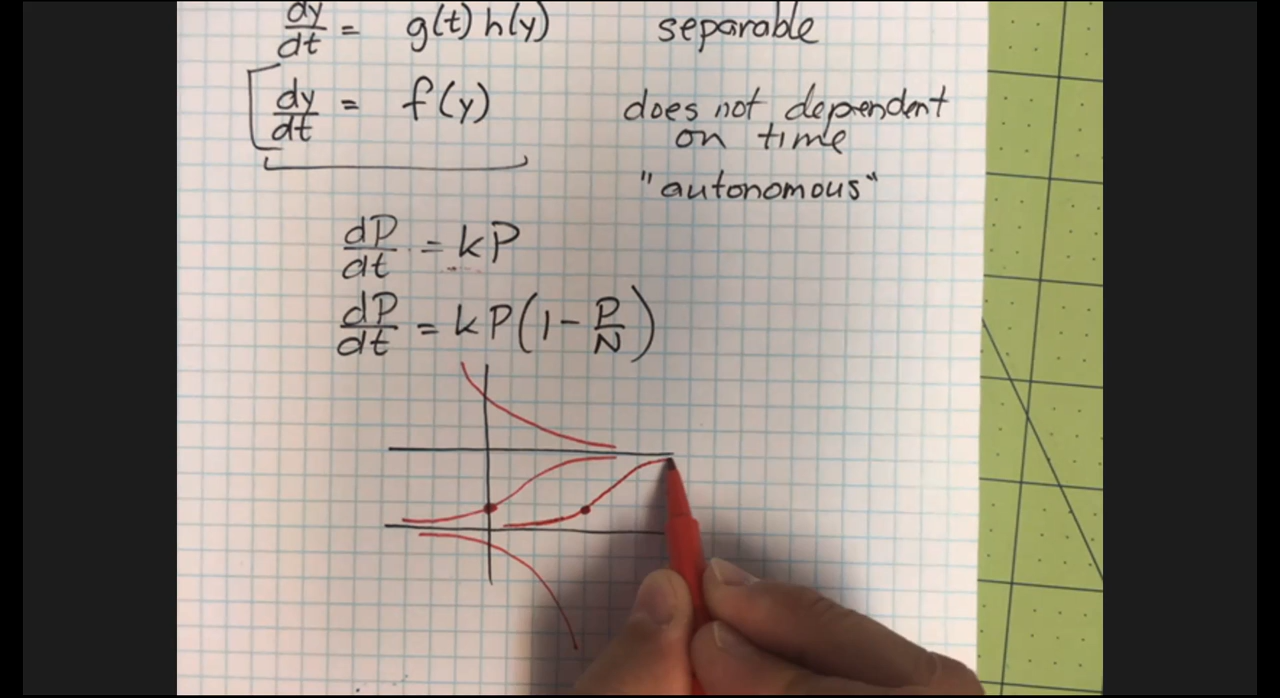 dy/dt = g(t) h(y) separable
dy/dt = f(y) does not dependent
on time
"autonomous"
dP/dt = kP
dP/dt = kP(1 - P/N)